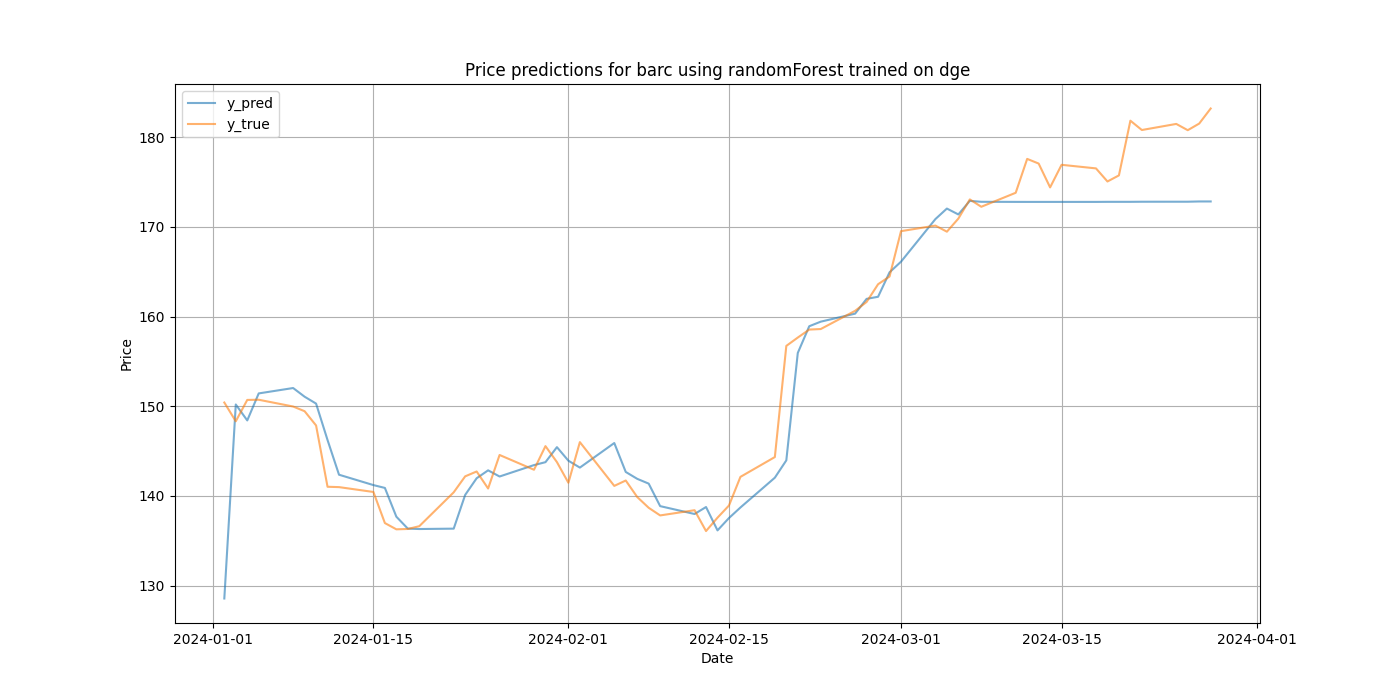 Price predictions for barc using randomForest trained on dge
y_pred
y_true
180
170
160
150
140
130
Price
2024-01-01 2024-01-15 2024-02-01 2024-02-15 2024-03-01 2024-03-15 2024-04-01
Date